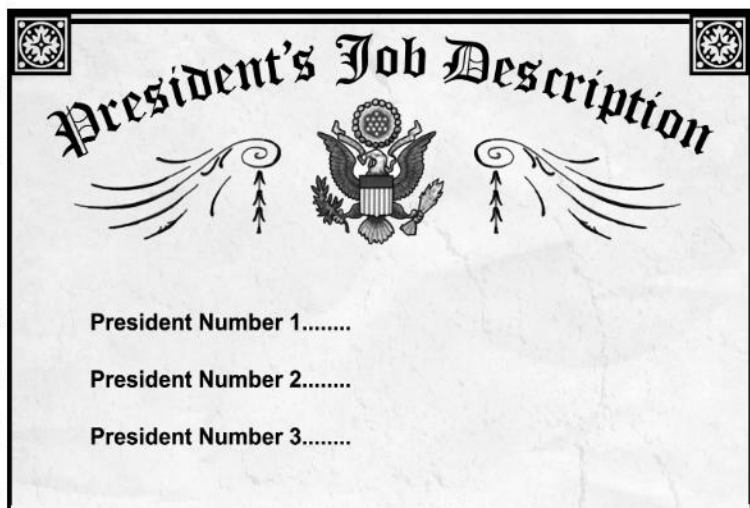 President's Job Description
President Number 1........
President Number 2........
President Number 3........